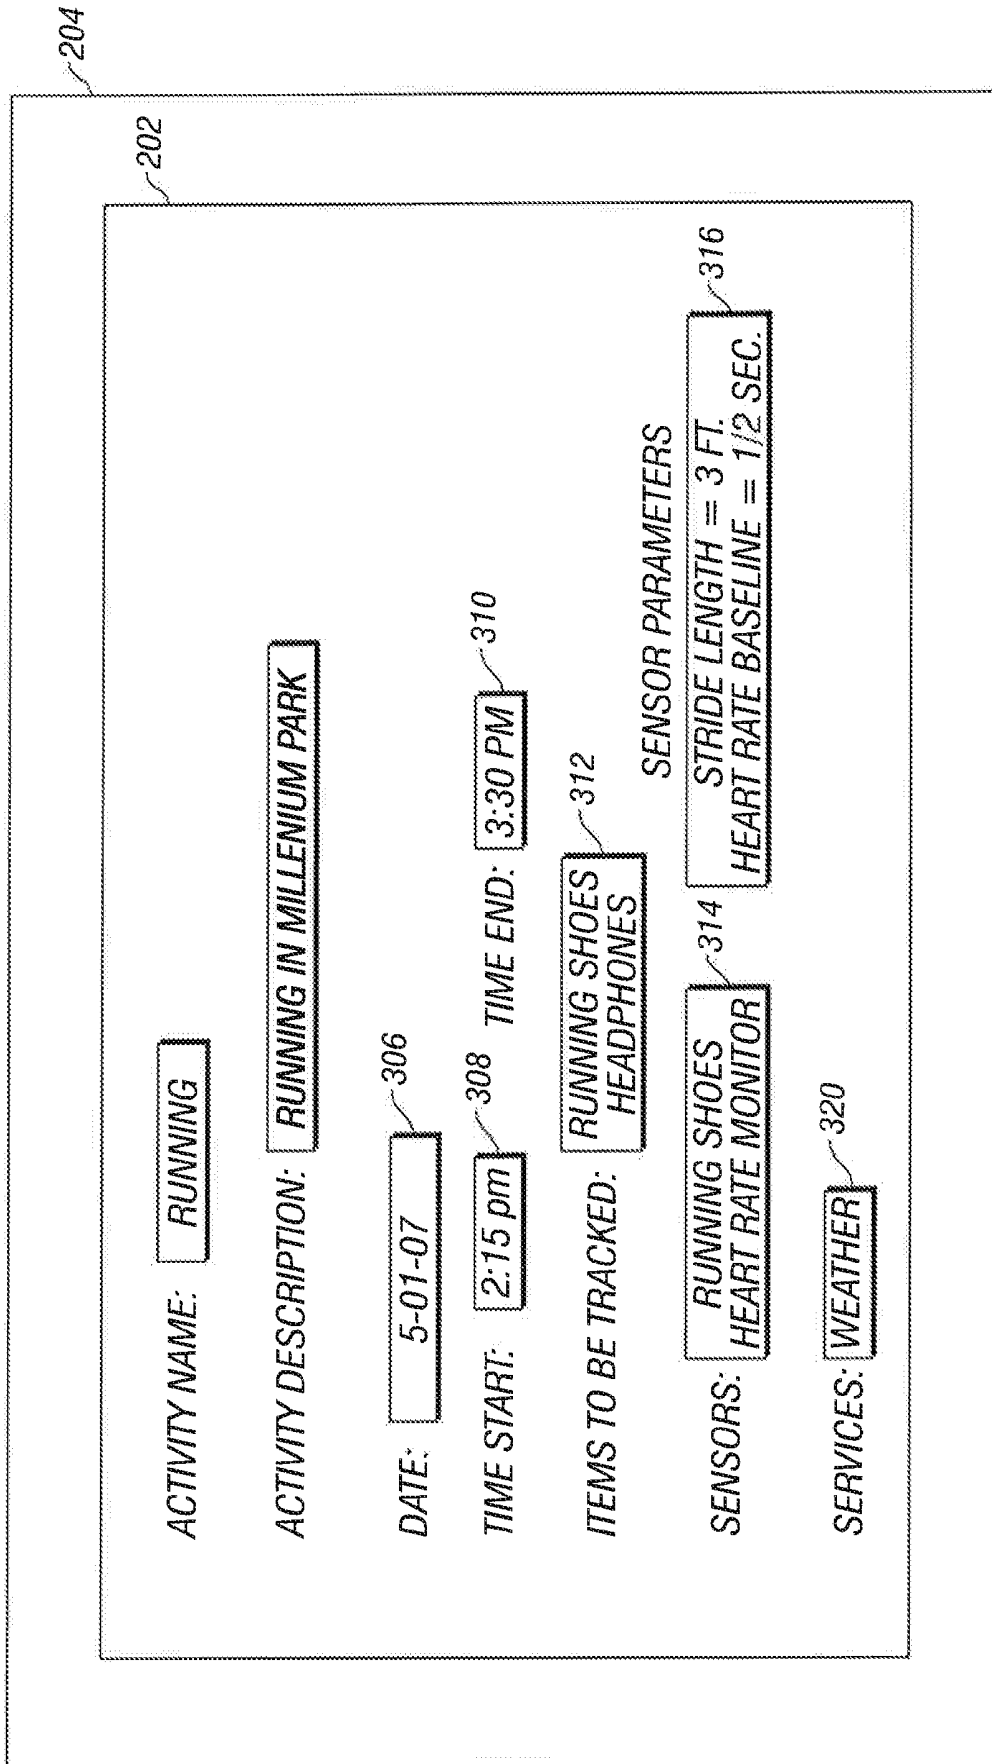 204
202
ACTIVITY NAME: RUNNING
ACTIVITY DESCRIPTION: RUNNING IN MILLENIUM PARK
DATE: 5-01-07 306
TIME START: 2:15 pm 308 TIME END: 3:30 PM 310
ITEMS TO BE TRACKED: RUNNING SHOES 312
HEADPHONES
SENSOR PARAMETERS
SENSORS: RUNNING SHOES 314 STRIDE LENGTH = 3 FT. 316
HEART RATE MONITOR HEART RATE BASELINE = 1/2 SEC.
SERVICES: WEATHER 320